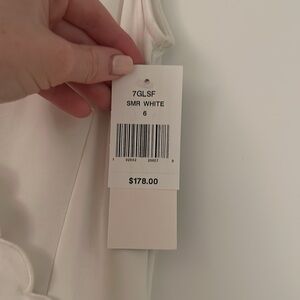 7GLSF
SMR WHITE
6
$178.00